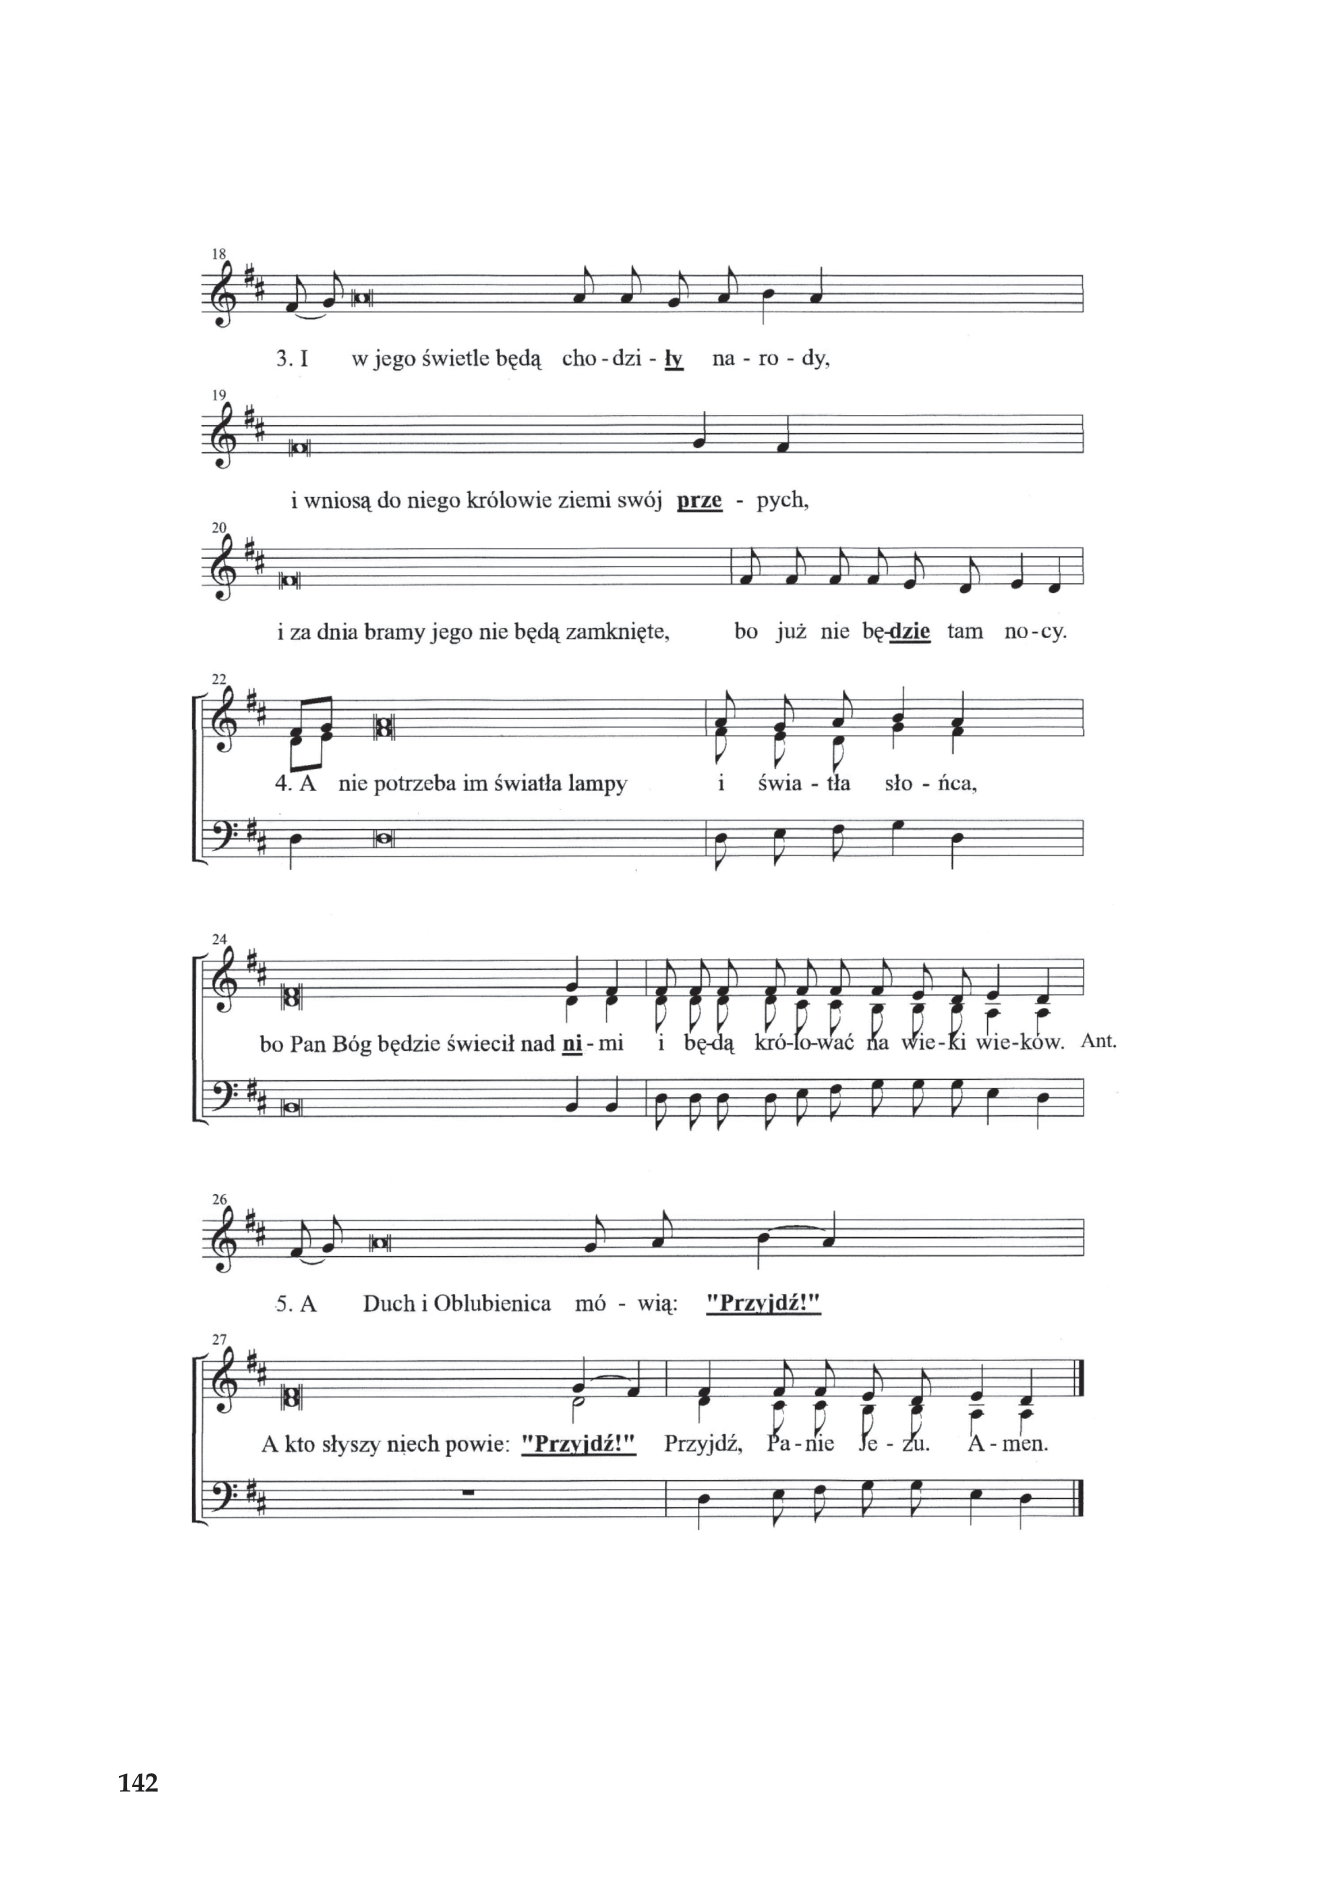 18
3. I w jego świetle będą cho - dzi - ły na - ro - dy,
19
i wniosą do niego królowie ziemi swój prze - pych,
20
i za dnia bramy jego nie będą zamknięte, bo już nie bę-dzie tam no-cy.
22
4. A nie potrzeba im światła lampy i świa - tła sło - ńca,
24
bo Pan Bóg będzie świecił nad ni - mi i bę-dą kró-lo-wać na wie-ki wie-ków. Ant.
26
5. A Duch i Oblubienica mó - wią: "Przyjdź!"
27
A kto słyszy niech powie: "Przyjdź!" Przyjdź, Pa - nie Je - zu. A - men.
142